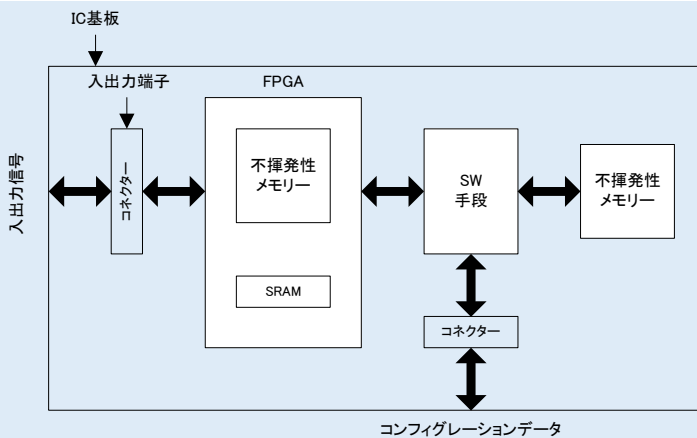 IC基板
入出力端子
FPGA
入出力信号
コネクター
不揮発性
メモリー
SRAM
SW
手段
不揮発性
メモリー
コネクター
コンフィグレーションデータ